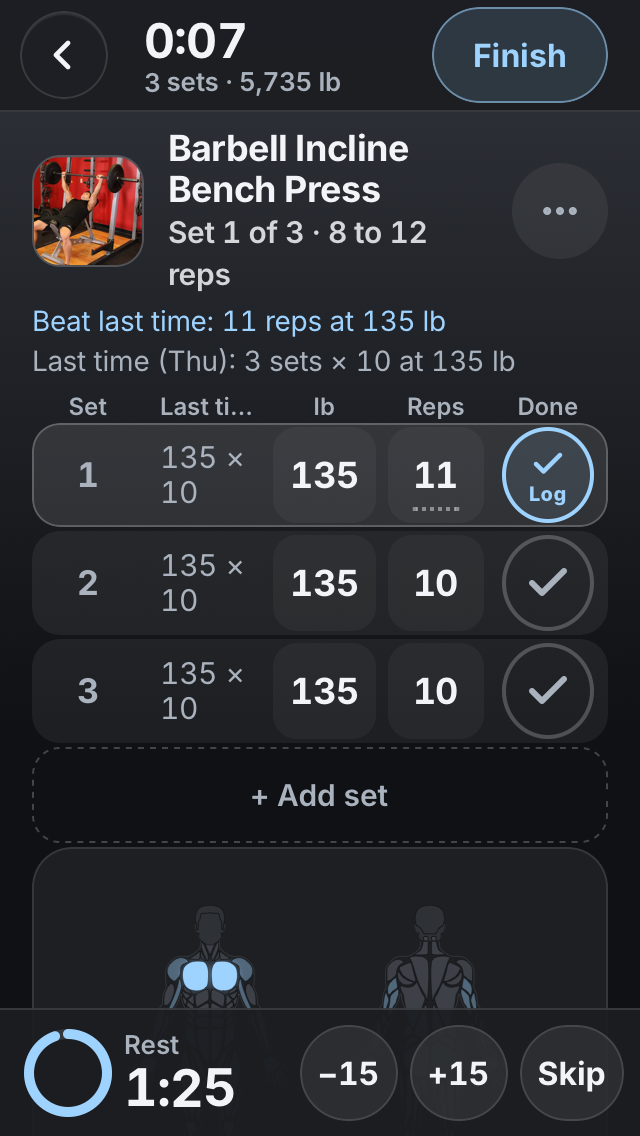 0:07
3 sets · 5,735 lb
Finish
Barbell Incline
Bench Press
Set 1 of 3 · 8 to 12
reps
Beat last time: 11 reps at 135 lb
Last time (Thu): 3 sets × 10 at 135 lb
Set Last ti... lb Reps Done
1 135 × 10 135 11 Log
2 135 × 10 135 10
3 135 × 10 135 10
+ Add set
Rest
1:25
−15 +15 Skip